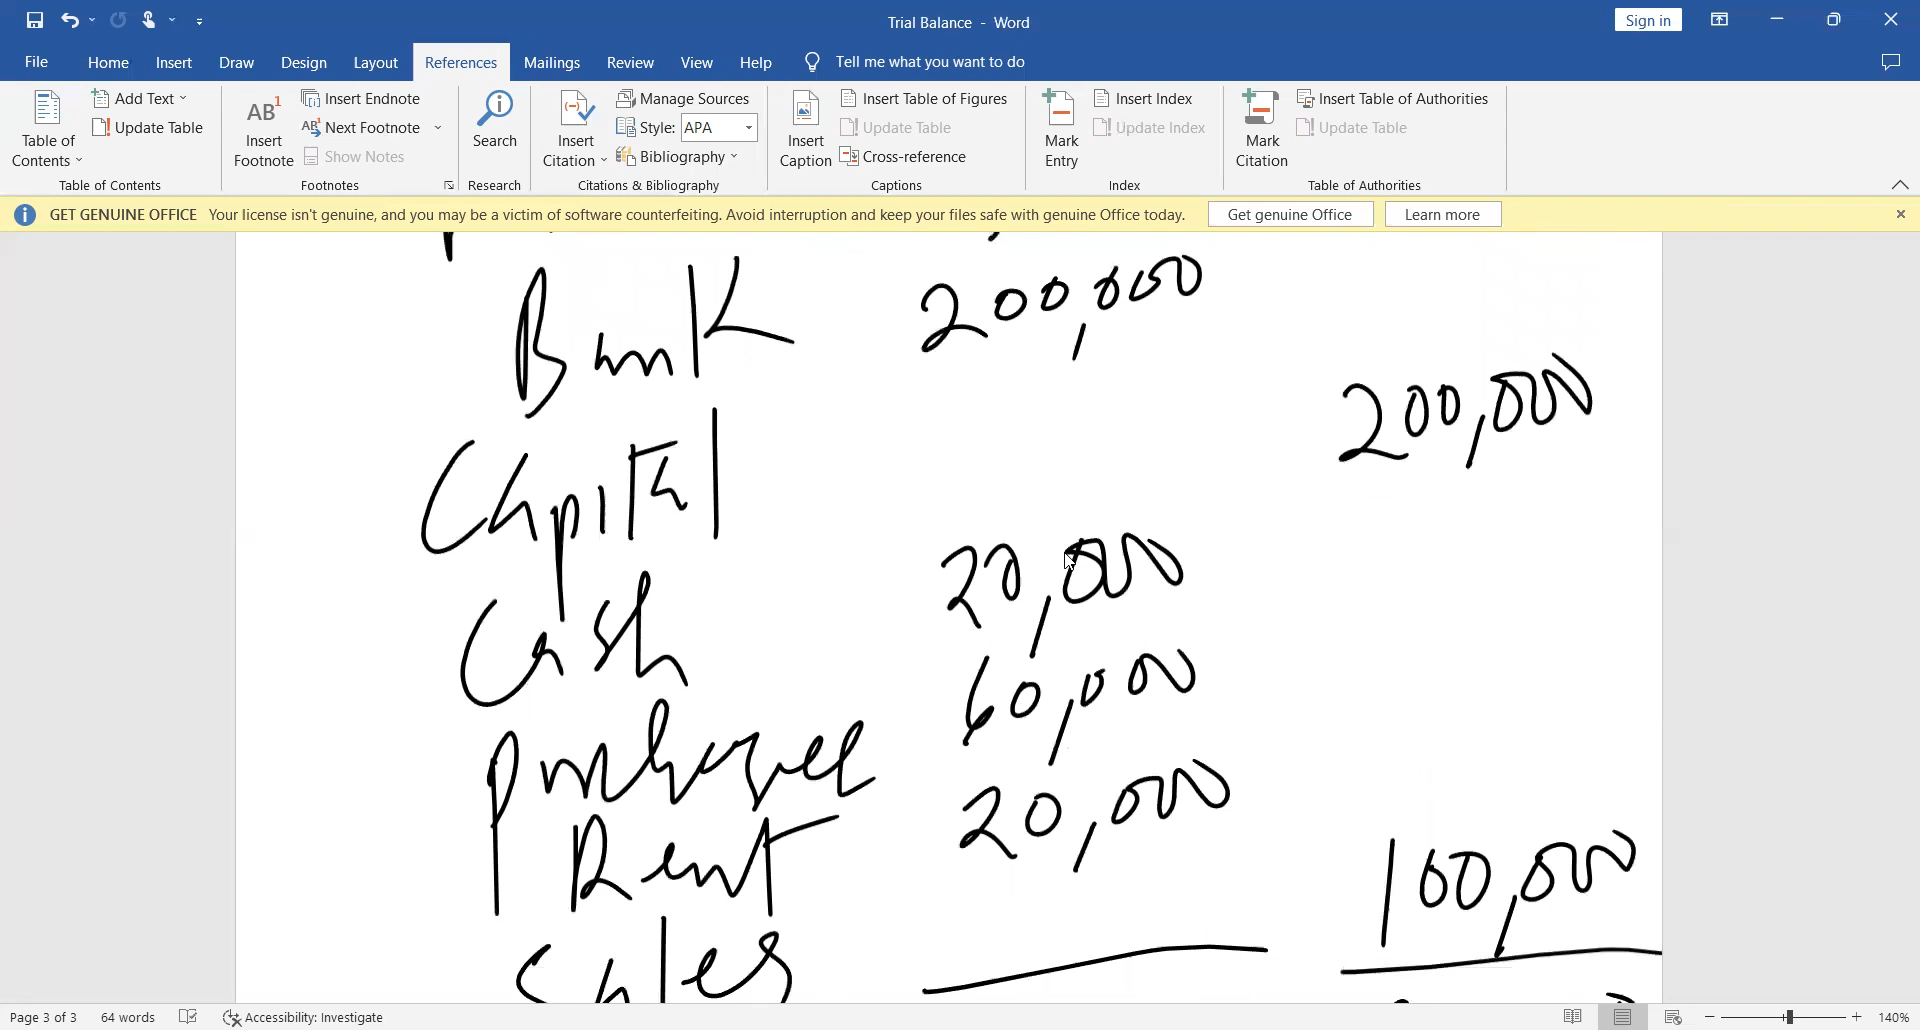 Trial Balance - Word
Sign in
File Home Insert Draw Design Layout References Mailings Review View Help Tell me what you want to do
Table of Contents
Add Text
Update Table
Table of Contents
AB1 Insert Footnote
Insert Endnote
AB1 Next Footnote
Show Notes
Footnotes
Search
Research
Insert Citation
Manage Sources
Style: APA
Bibliography
Citations & Bibliography
Insert Caption
Insert Table of Figures
Update Table
Cross-reference
Captions
Mark Entry
Insert Index
Update Index
Index
Mark Citation
Insert Table of Authorities
Update Table
Table of Authorities
GET GENUINE OFFICE Your license isn't genuine, and you may be a victim of software counterfeiting. Avoid interruption and keep your files safe with genuine Office today. Get genuine Office Learn more
Bank 200,000
Capital 200,000
Cash 20,000
Purchases 60,000
Rent 20,000
Sales 100,000
Page 3 of 3 64 words Accessibility: Investigate 140%